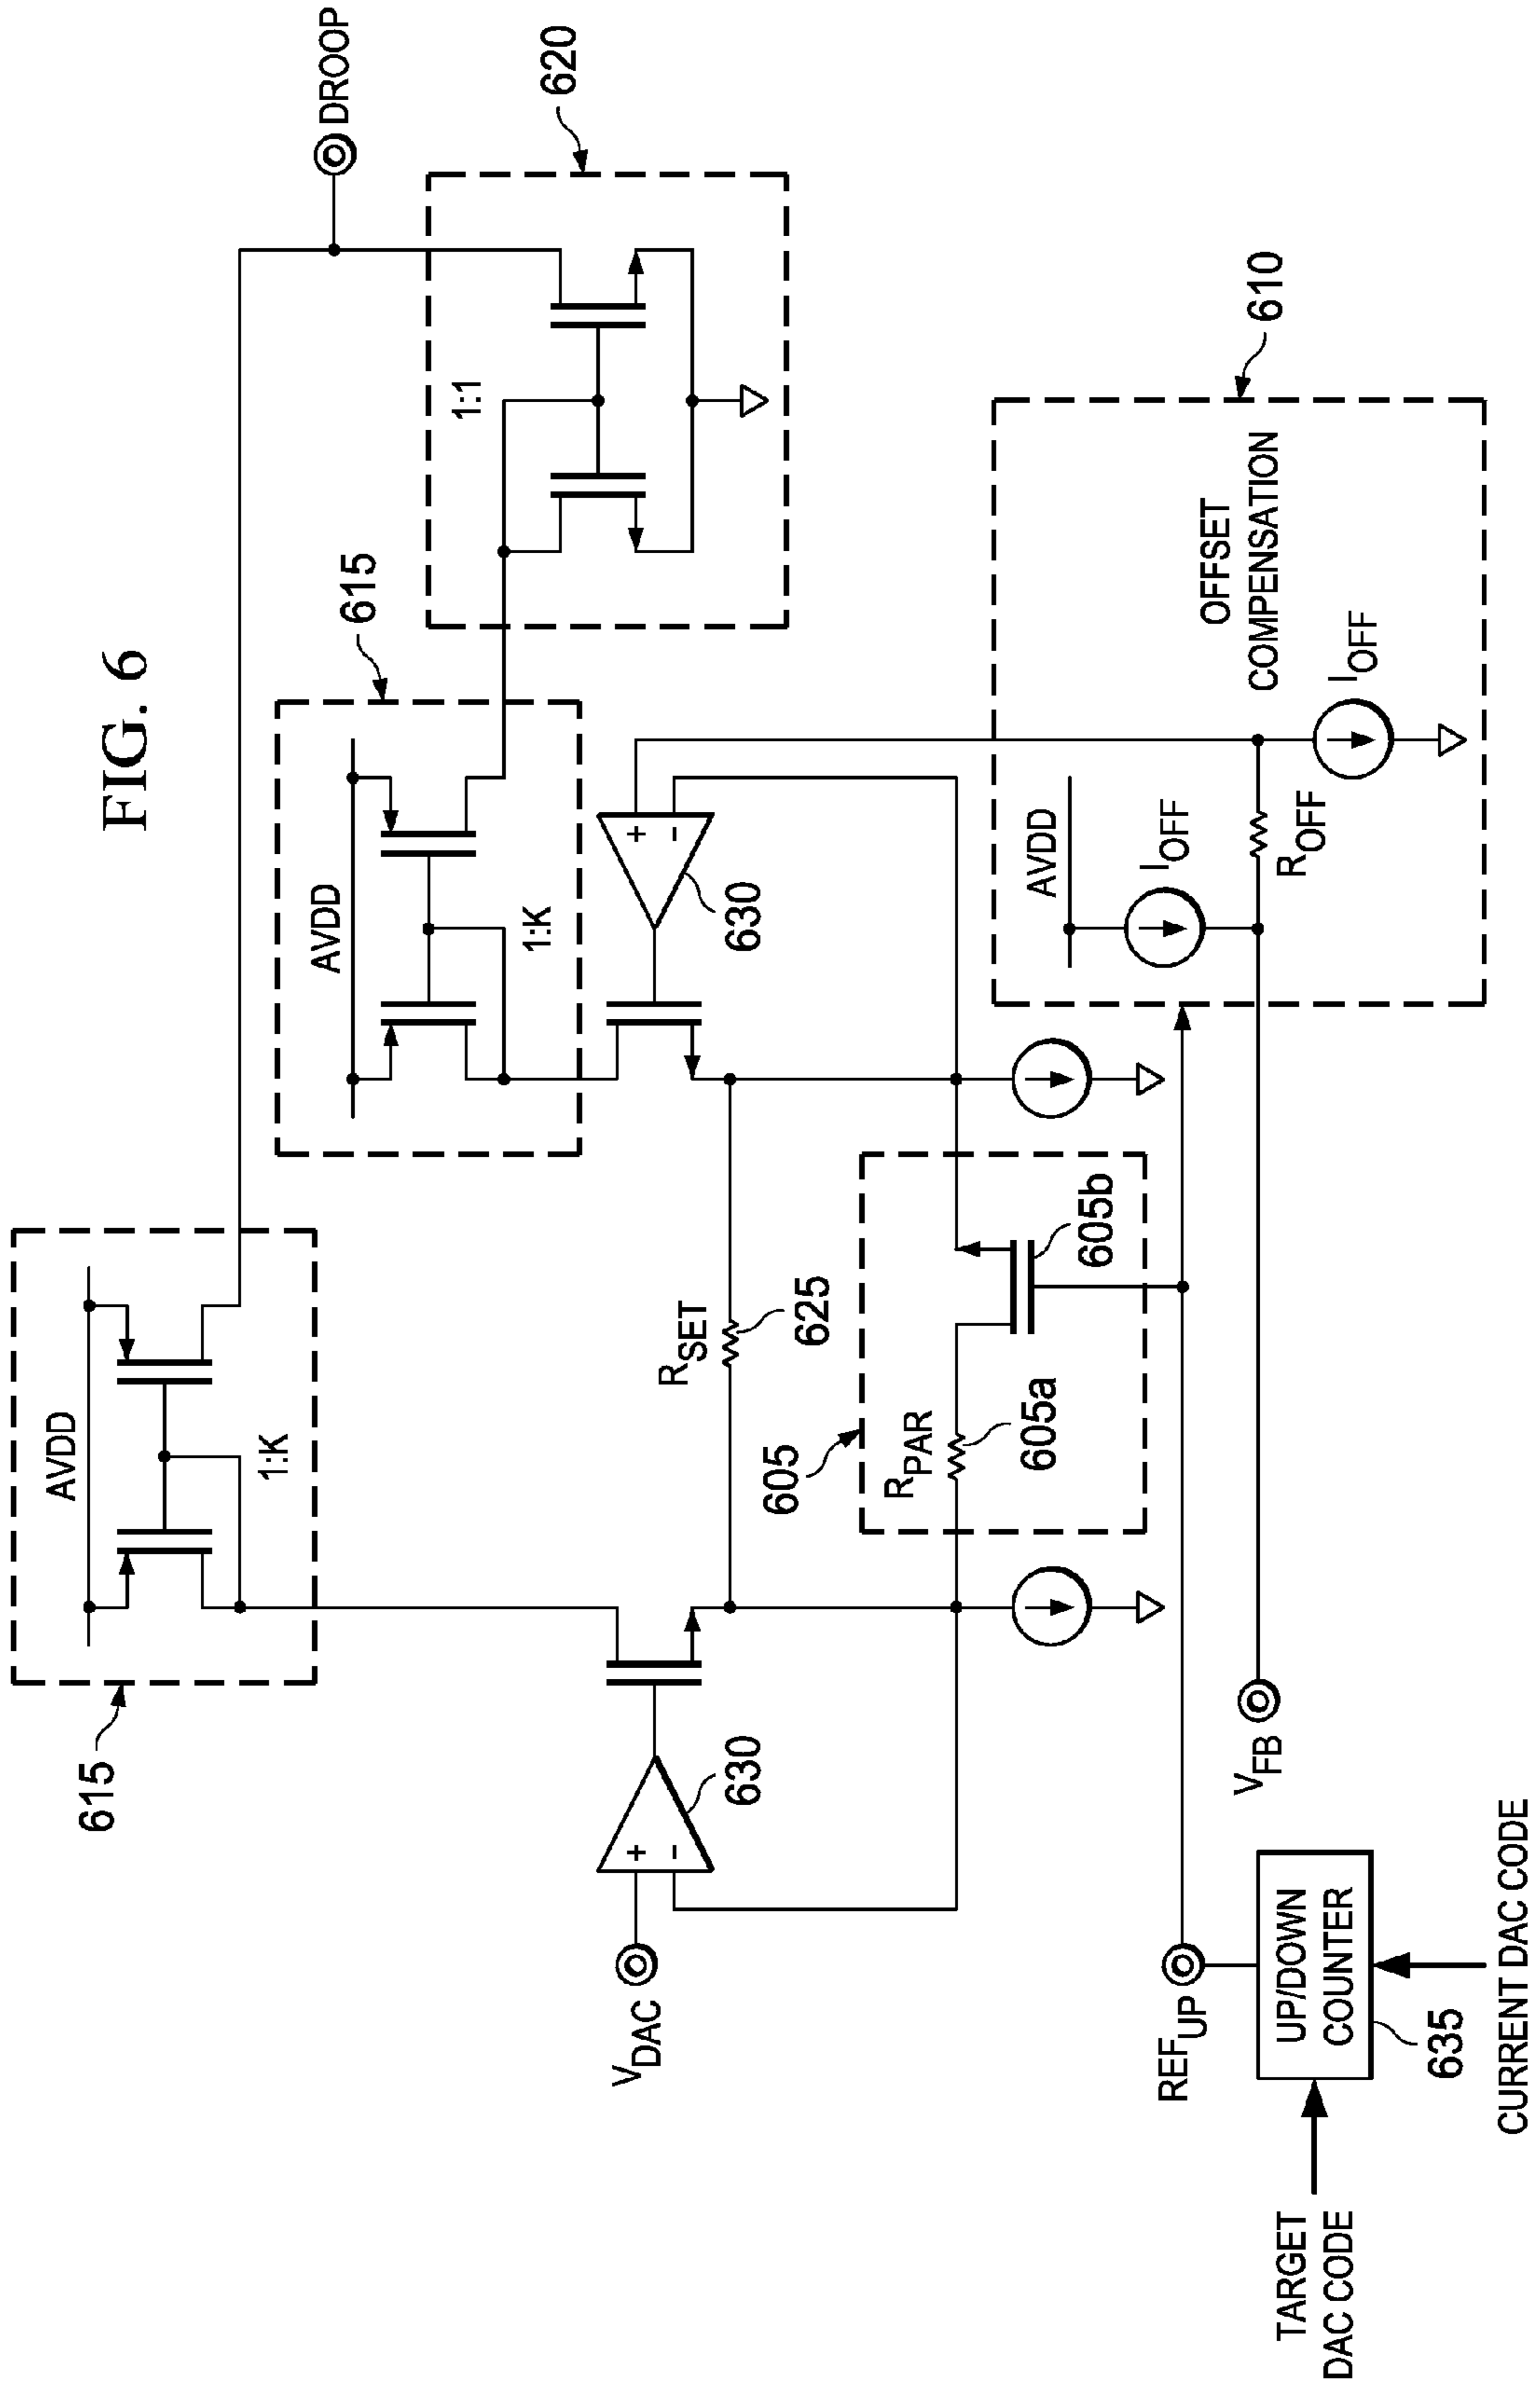 FIG. 6
615
AVDD
1:K
DROOP
615
AVDD
1:K
620
1:1
VDAC
+
-
630
RSET
625
+
-
630
605
RPAR
605a
605b
610
OFFSET
COMPENSATION
AVDD
IOFF
ROFF
IOFF
REFUP
VFB
TARGET
DAC CODE
UP/DOWN
COUNTER
635
CURRENT DAC CODE